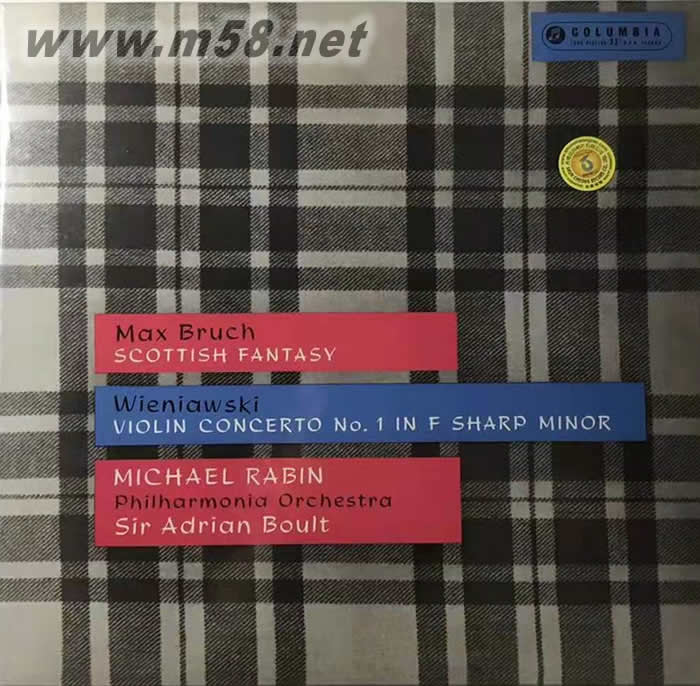 www.m58.net
COLUMBIA
Max Bruch
SCOTTISH FANTASY
Wieniawski
VIOLIN CONCERTO No. 1 IN F SHARP MINOR
MICHAEL RABIN
Philharmonia Orchestra
Sir Adrian Boult